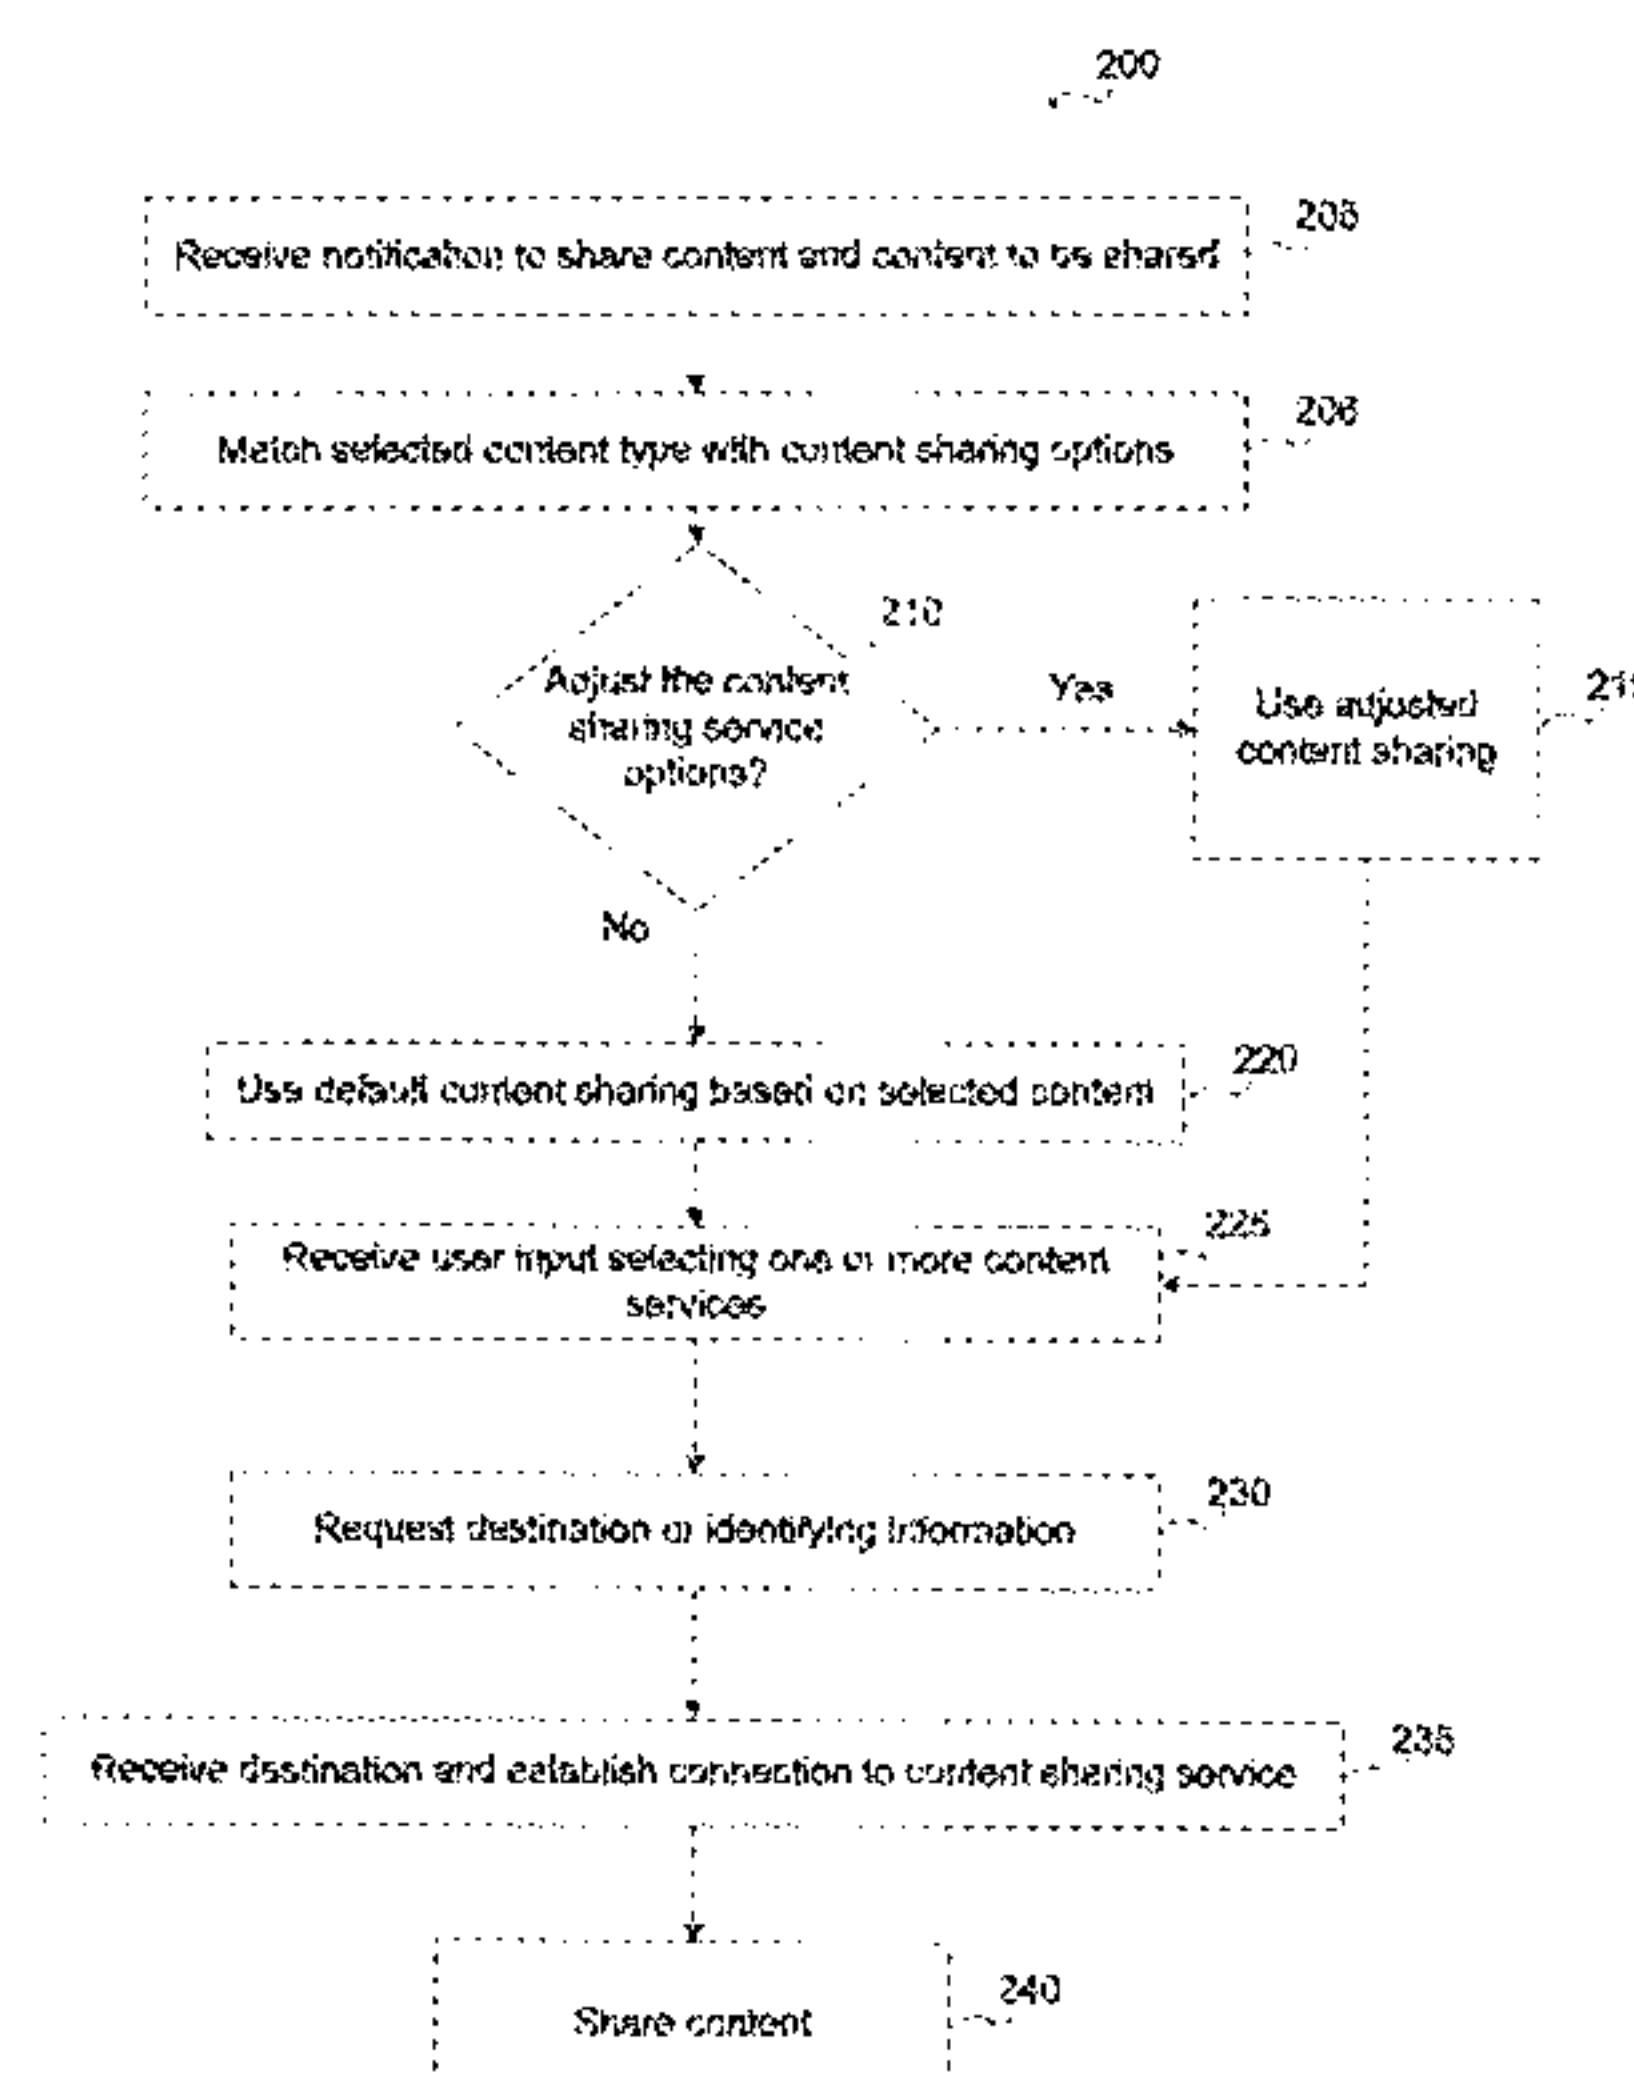 200
Receive notification to share content and content to be shared
205
Match selected content type with content sharing options
206
210
Adjust the content
sharing service
options?
Yes
Use adjusted
content sharing
No
Use default content sharing based on selected content
220
225
Receive user input selecting one or more content
services
230
Request destination or identifying information
235
Receive destination and establish connection to content sharing service
240
Share content